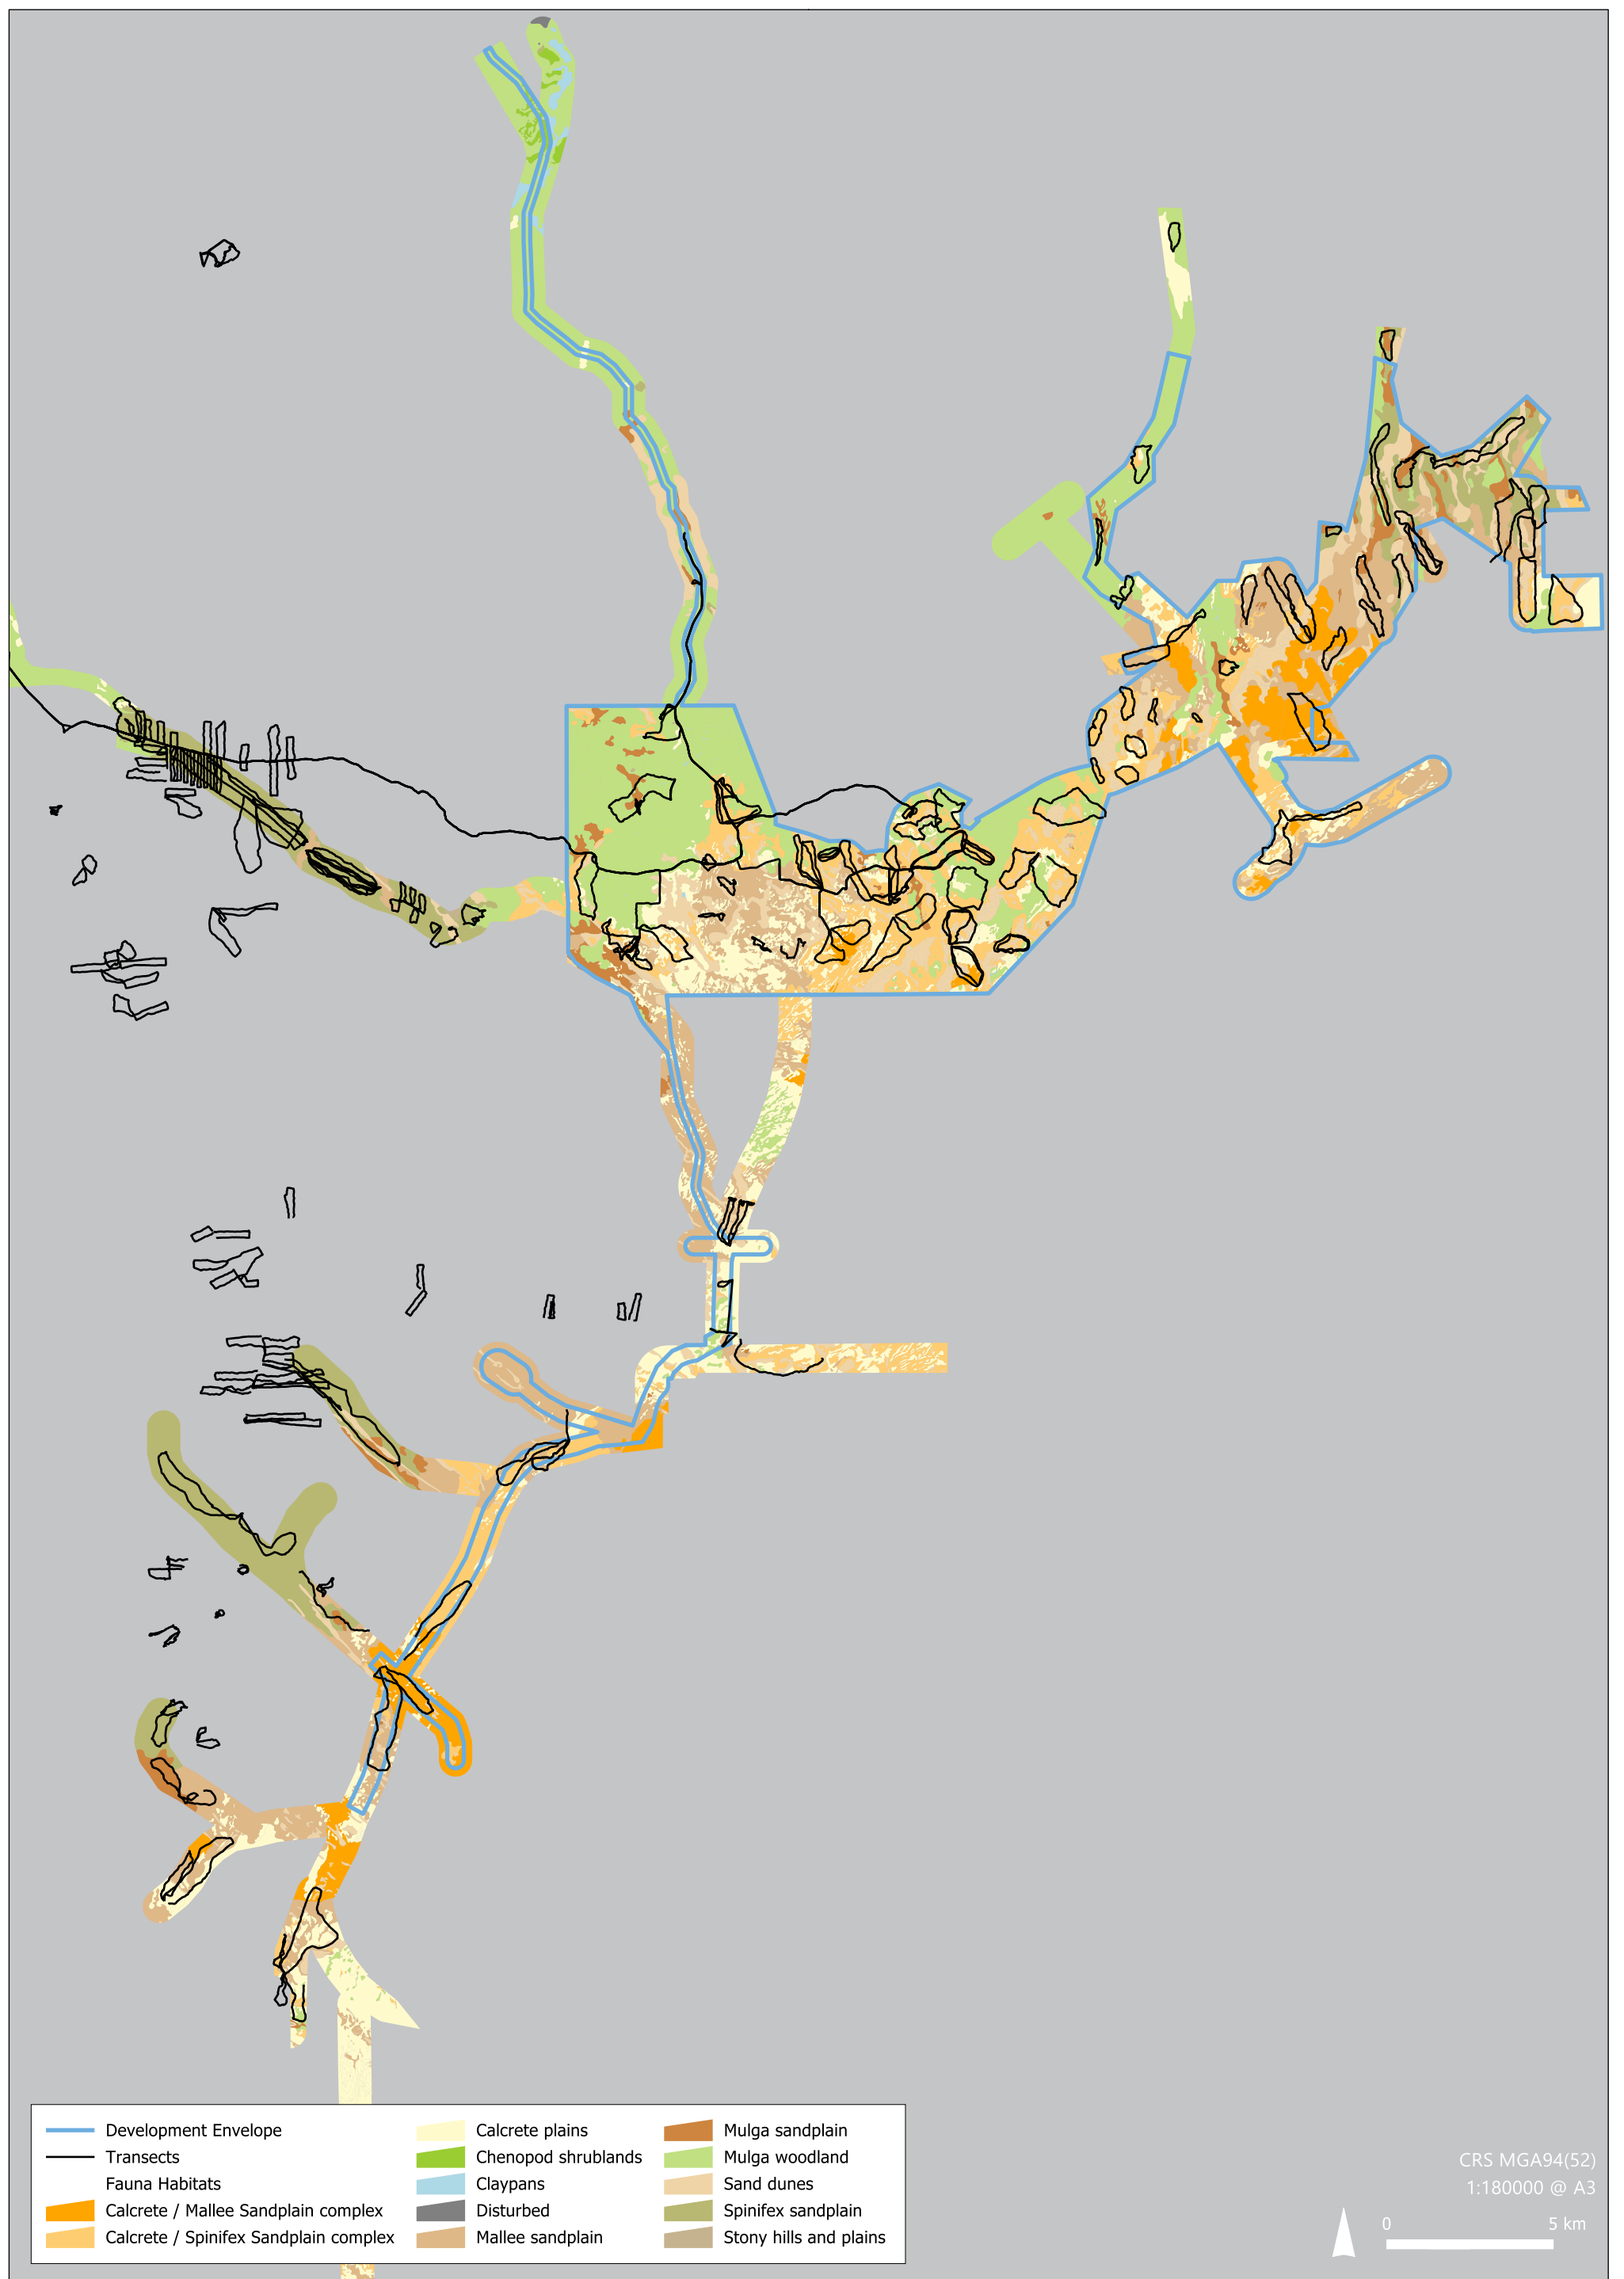 Development Envelope
Transects
Fauna Habitats
Calcrete / Mallee Sandplain complex
Calcrete / Spinifex Sandplain complex
Calcrete plains
Chenopod shrublands
Claypans
Disturbed
Mallee sandplain
Mulga sandplain
Mulga woodland
Sand dunes
Spinifex sandplain
Stony hills and plains
CRS MGA94(52)
1:180000 @ A3
0 5 km